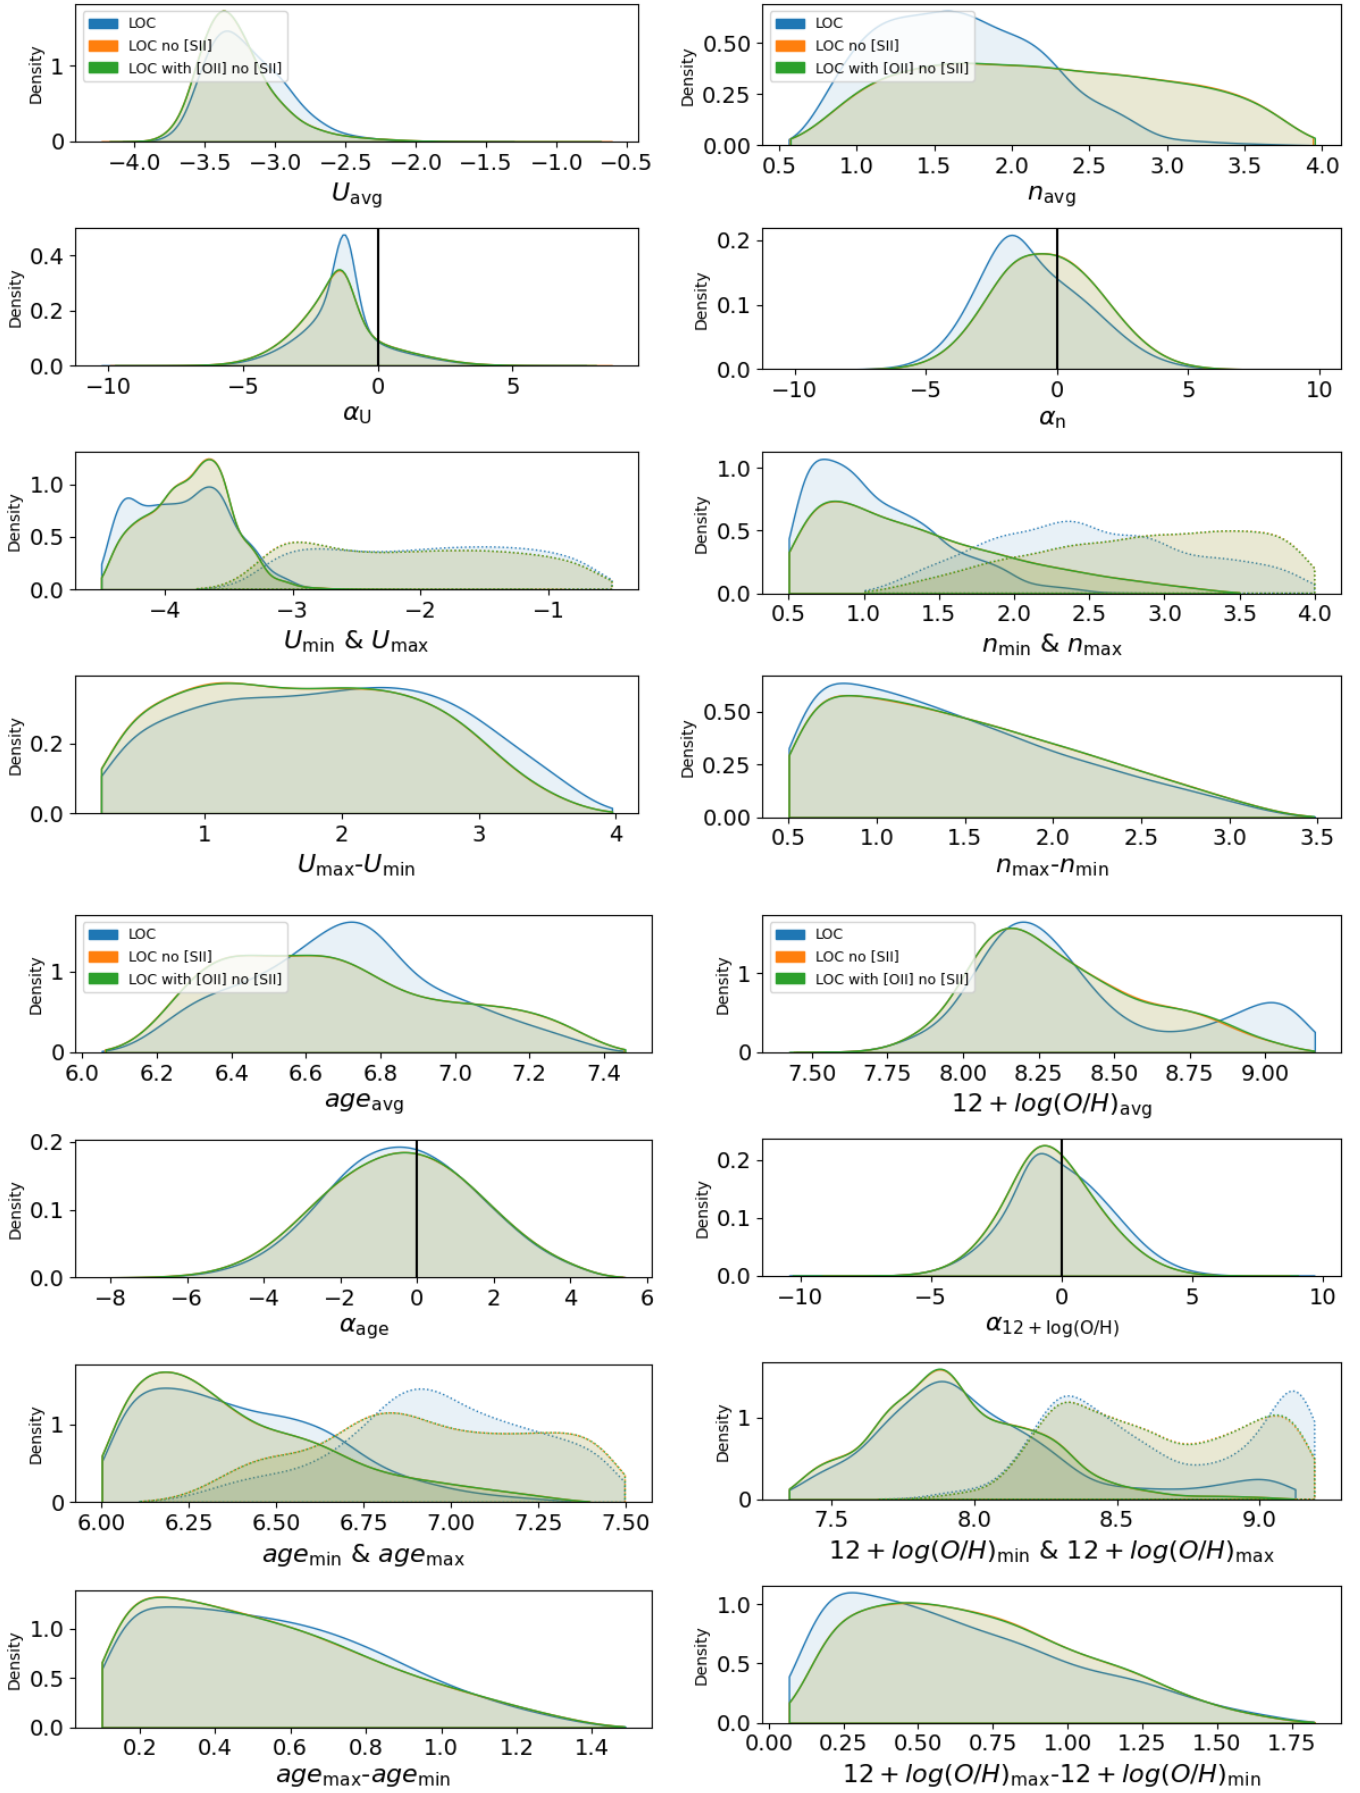 Density
1
0
LOC
LOC no [SII]
LOC with [OII] no [SII]
−4.0 −3.5 −3.0 −2.5 −2.0 −1.5 −1.0 −0.5
U_avg
Density
0.50
0.25
0.00
LOC
LOC no [SII]
LOC with [OII] no [SII]
0.5 1.0 1.5 2.0 2.5 3.0 3.5 4.0
n_avg
Density
0.4
0.2
0.0
−10 −5 0 5
α_U
Density
0.2
0.1
0.0
−10 −5 0 5 10
α_n
Density
1.0
0.5
0.0
−4 −3 −2 −1
U_min & U_max
Density
1.0
0.5
0.0
0.5 1.0 1.5 2.0 2.5 3.0 3.5 4.0
n_min & n_max
Density
0.2
0.0
1 2 3 4
U_max-U_min
Density
0.50
0.25
0.00
0.5 1.0 1.5 2.0 2.5 3.0 3.5
n_max-n_min
Density
1
0
LOC
LOC no [SII]
LOC with [OII] no [SII]
6.0 6.2 6.4 6.6 6.8 7.0 7.2 7.4
age_avg
Density
1
0
LOC
LOC no [SII]
LOC with [OII] no [SII]
7.50 7.75 8.00 8.25 8.50 8.75 9.00
12 + log(O/H)_avg
Density
0.2
0.1
0.0
−8 −6 −4 −2 0 2 4 6
α_age
Density
0.2
0.1
0.0
−10 −5 0 5 10
α_12 + log(O/H)
Density
1
0
6.00 6.25 6.50 6.75 7.00 7.25 7.50
age_min & age_max
Density
1
0
7.5 8.0 8.5 9.0
12 + log(O/H)_min & 12 + log(O/H)_max
Density
1.0
0.5
0.0
0.2 0.4 0.6 0.8 1.0 1.2 1.4
age_max-age_min
Density
1.0
0.5
0.0
0.00 0.25 0.50 0.75 1.00 1.25 1.50 1.75
12 + log(O/H)_max-12 + log(O/H)_min